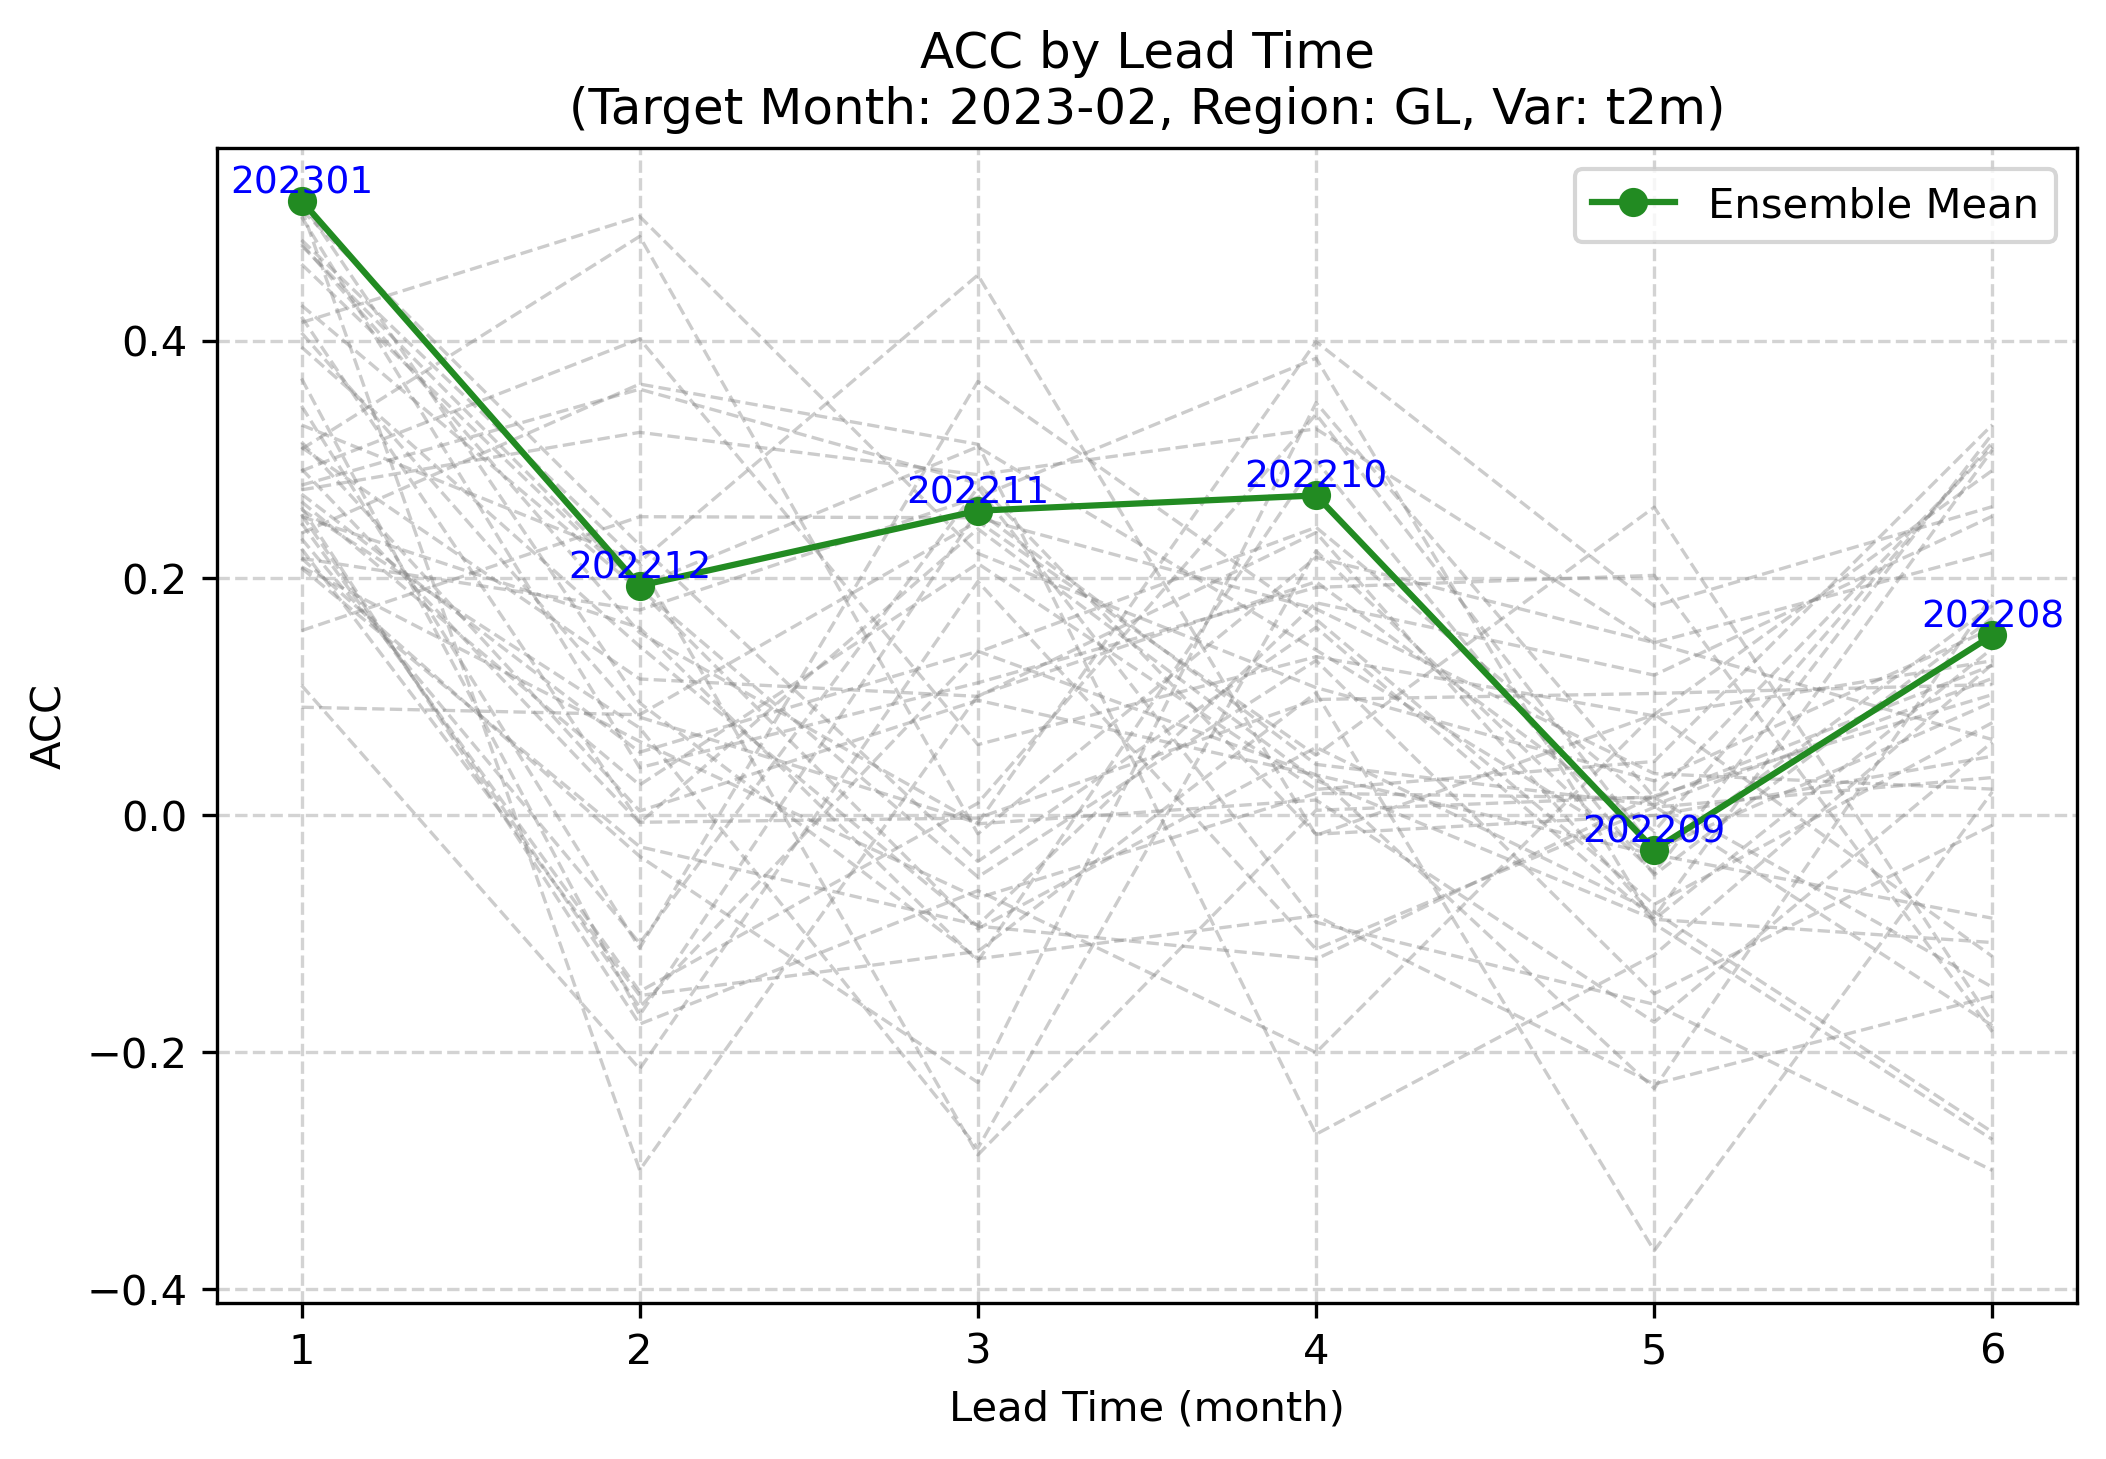 ACC by Lead Time
(Target Month: 2023-02, Region: GL, Var: t2m)
Ensemble Mean
202301
202212
202211
202210
202209
202208
ACC
0.4
0.2
0.0
−0.2
−0.4
1 2 3 4 5 6
Lead Time (month)